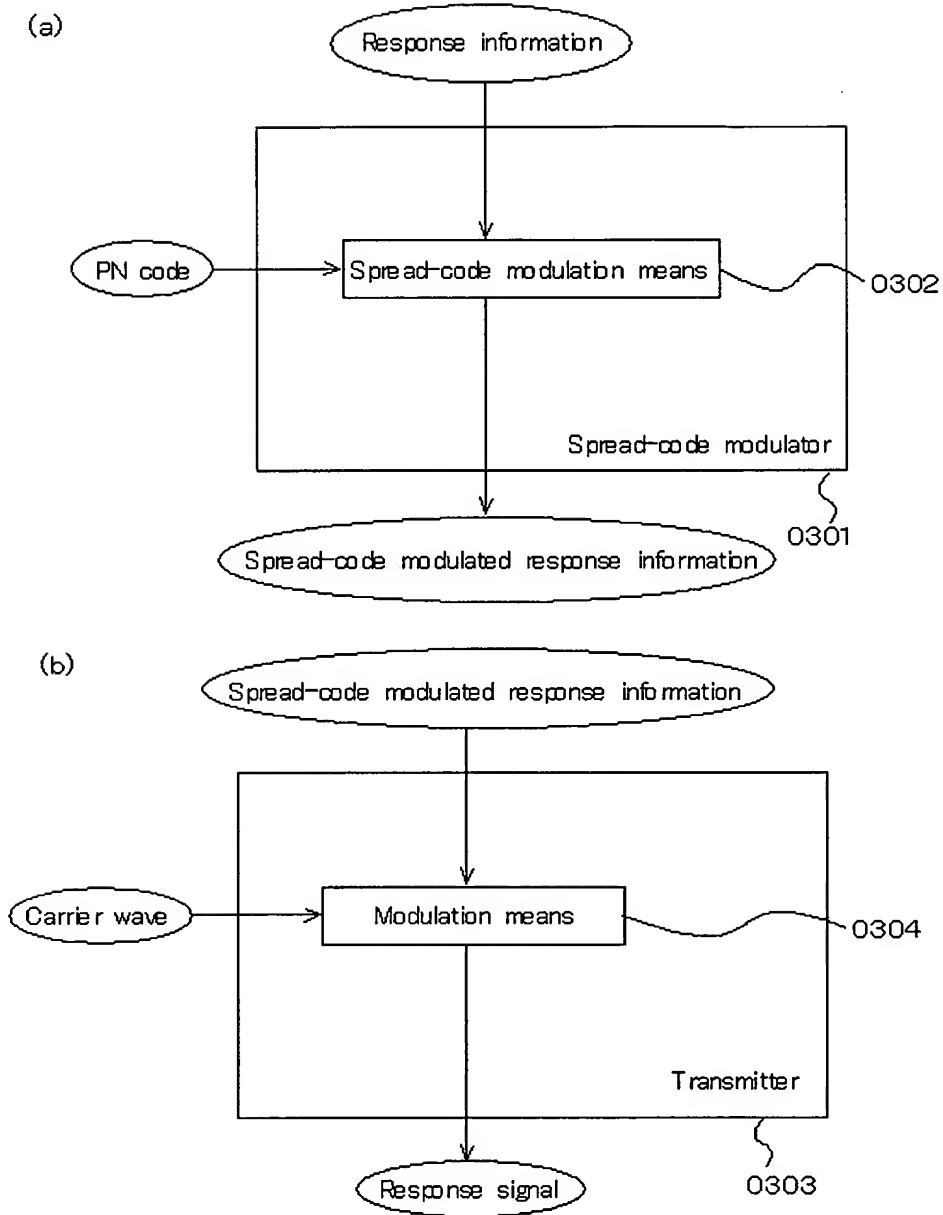 (a)
Response information
PN code
Spread-code modulation means
0302
Spread-code modulator
0301
Spread-code modulated response information
(b)
Spread-code modulated response information
Carrier wave
Modulation means
0304
Transmitter
0303
Response signal